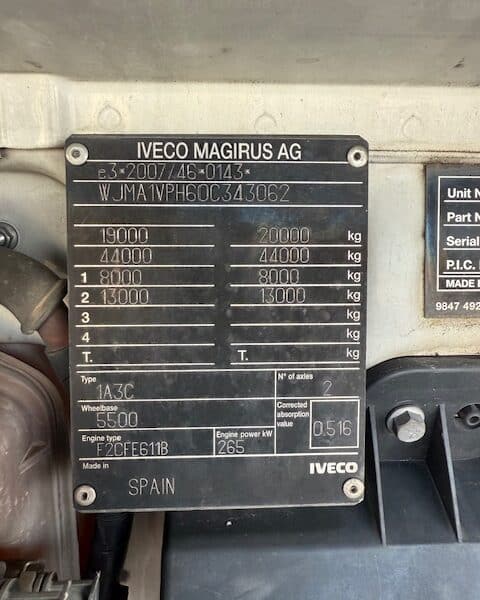 IVECO MAGIRUS AG
e3*2007/46*0143*
WJMA1VPH60C343062
19000 20000 kg
44000 44000 kg
1 8000 8000 kg
2 13000 13000 kg
3 kg
4 kg
T. T. kg
Type 1A3C N° of axles 2
Wheelbase 5500 Corrected absorption value 0.516
Engine type F2CFE611B Engine power kW 265
Made in SPAIN IVECO
Unit N
Part N
Serial
P.I.C.
MADE
9847 492